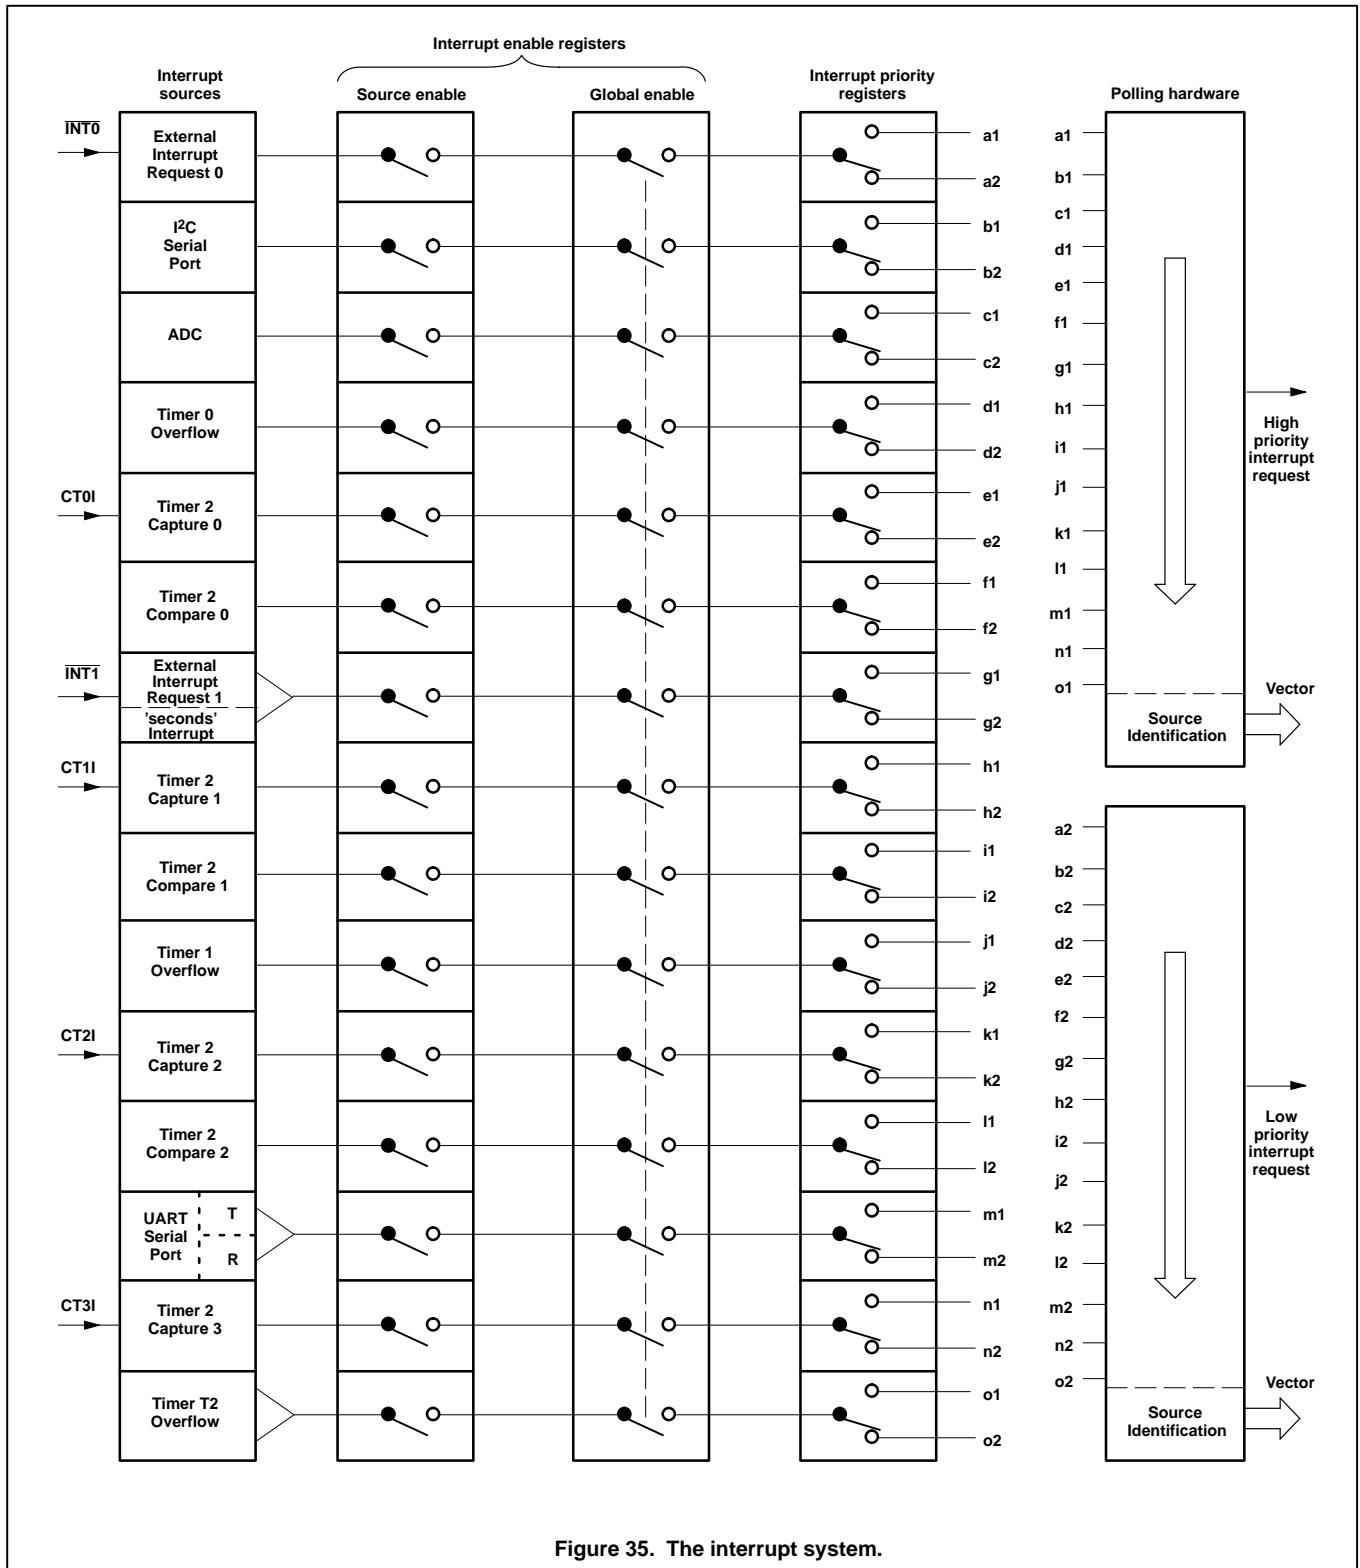 Interrupt enable registers
Interrupt
sources
Source enable
Global enable
Interrupt priority
registers
Polling hardware
INT0
External
Interrupt
Request 0
a1
a2
I2C
Serial
Port
b1
b2
ADC
c1
c2
Timer 0
Overflow
d1
d2
CT0I
Timer 2
Capture 0
e1
e2
Timer 2
Compare 0
f1
f2
INT1
External
Interrupt
Request 1
'seconds'
Interrupt
g1
g2
CT1I
Timer 2
Capture 1
h1
h2
Timer 2
Compare 1
i1
i2
Timer 1
Overflow
j1
j2
CT2I
Timer 2
Capture 2
k1
k2
Timer 2
Compare 2
l1
l2
UART
Serial
Port
T
R
m1
m2
CT3I
Timer 2
Capture 3
n1
n2
Timer T2
Overflow
o1
o2
a1
b1
c1
d1
e1
f1
g1
h1
i1
j1
k1
l1
m1
n1
o1
High
priority
interrupt
request
Source
Identification
Vector
a2
b2
c2
d2
e2
f2
g2
h2
i2
j2
k2
l2
m2
n2
o2
Low
priority
interrupt
request
Source
Identification
Vector
Figure 35. The interrupt system.